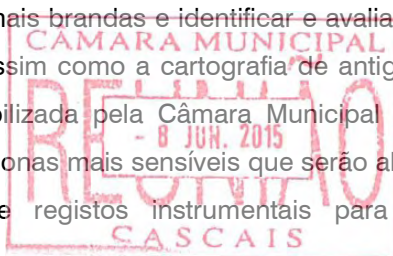 mais brandas e identificar e avalia
CÂMARA MUNICIPAL
ssim como a cartografia de antig
REUNIÃO
bilizada pela Câmara Municipal
- 8 JUN. 2015
onas mais sensíveis que serão al
e registos instrumentais para
CASCAIS